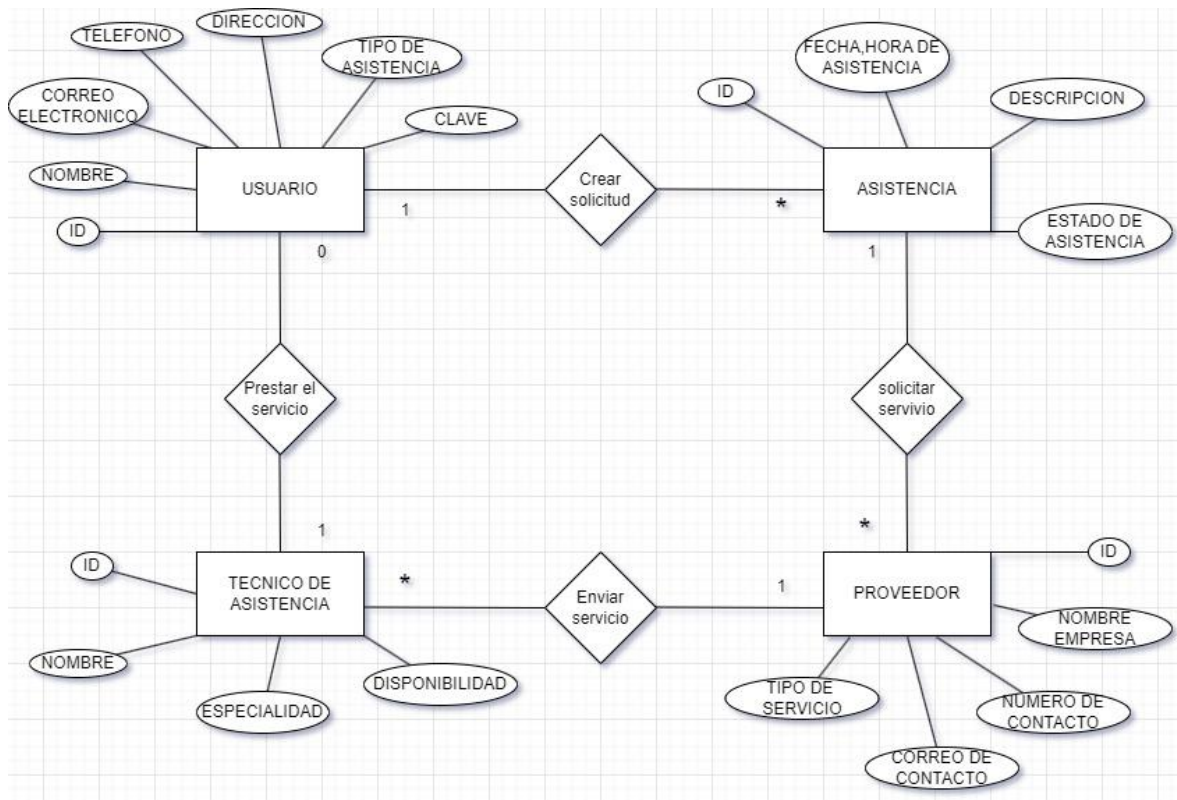 DIRECCION
TELEFONO
TIPO DE
ASISTENCIA
CORREO
ELECTRONICO
CLAVE
NOMBRE
ID
USUARIO
1
0
Crear
solicitud
*
FECHA,HORA DE
ASISTENCIA
ID
DESCRIPCION
ASISTENCIA
ESTADO DE
ASISTENCIA
1
Prestar el
servicio
solicitar
servivio
1
*
ID
TECNICO DE
ASISTENCIA
*
NOMBRE
ESPECIALIDAD
DISPONIBILIDAD
Enviar
servicio
1
PROVEEDOR
ID
NOMBRE
EMPRESA
TIPO DE
SERVICIO
NÚMERO DE
CONTACTO
CORREO DE
CONTACTO